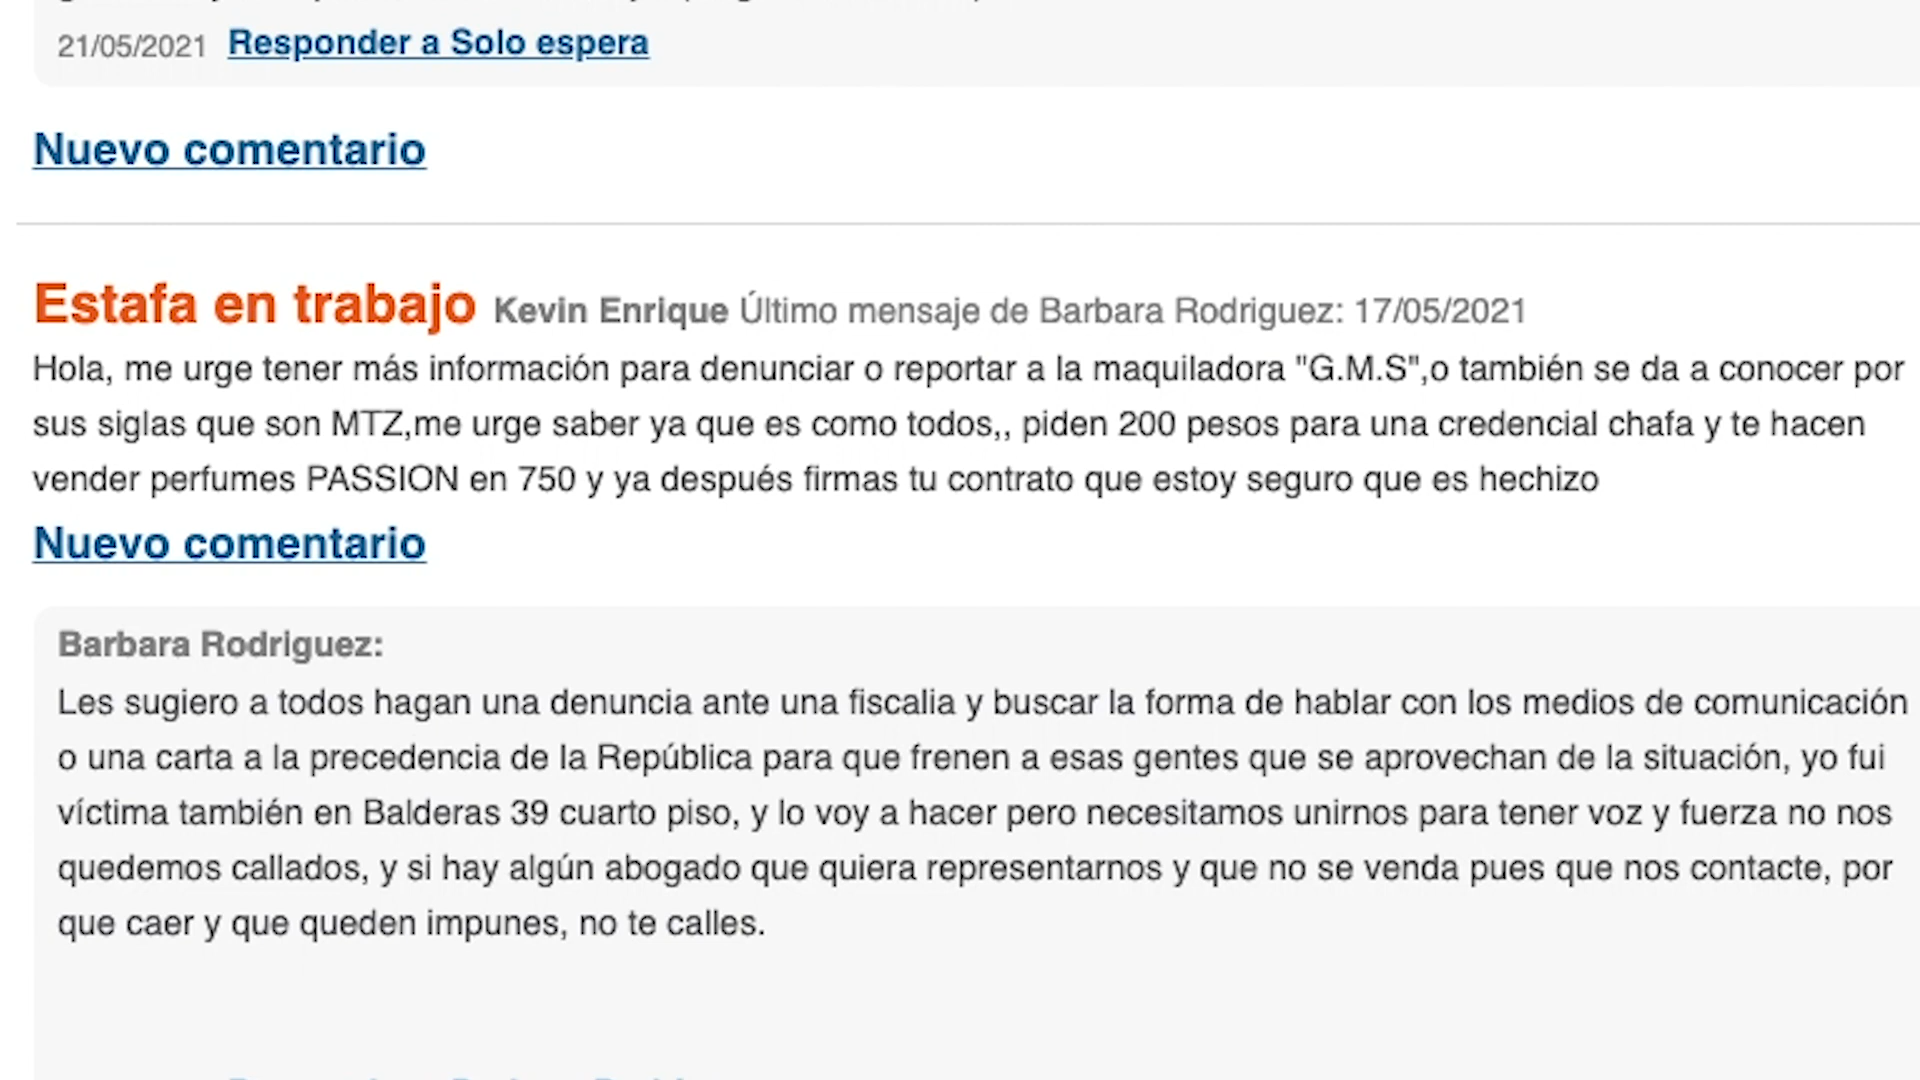 21/05/2021 Responder a Solo espera
Nuevo comentario
Estafa en trabajo Kevin Enrique Último mensaje de Barbara Rodriguez: 17/05/2021
Hola, me urge tener más información para denunciar o reportar a la maquiladora "G.M.S",o también se da a conocer por
sus siglas que son MTZ,me urge saber ya que es como todos,, piden 200 pesos para una credencial chafa y te hacen
vender perfumes PASSION en 750 y ya después firmas tu contrato que estoy seguro que es hechizo
Nuevo comentario
Barbara Rodriguez:
Les sugiero a todos hagan una denuncia ante una fiscalia y buscar la forma de hablar con los medios de comunicación
o una carta a la precedencia de la República para que frenen a esas gentes que se aprovechan de la situación, yo fui
víctima también en Balderas 39 cuarto piso, y lo voy a hacer pero necesitamos unirnos para tener voz y fuerza no nos
quedemos callados, y si hay algún abogado que quiera representarnos y que no se venda pues que nos contacte, por
que caer y que queden impunes, no te calles.